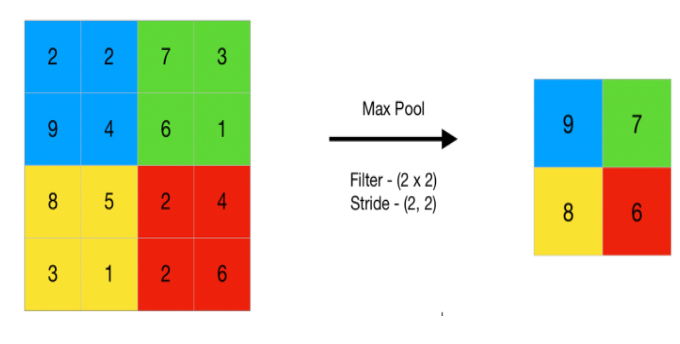 2 2 7 3
9 4 6 1
8 5 2 4
3 1 2 6
Max Pool
Filter - (2 x 2)
Stride - (2, 2)
9 7
8 6